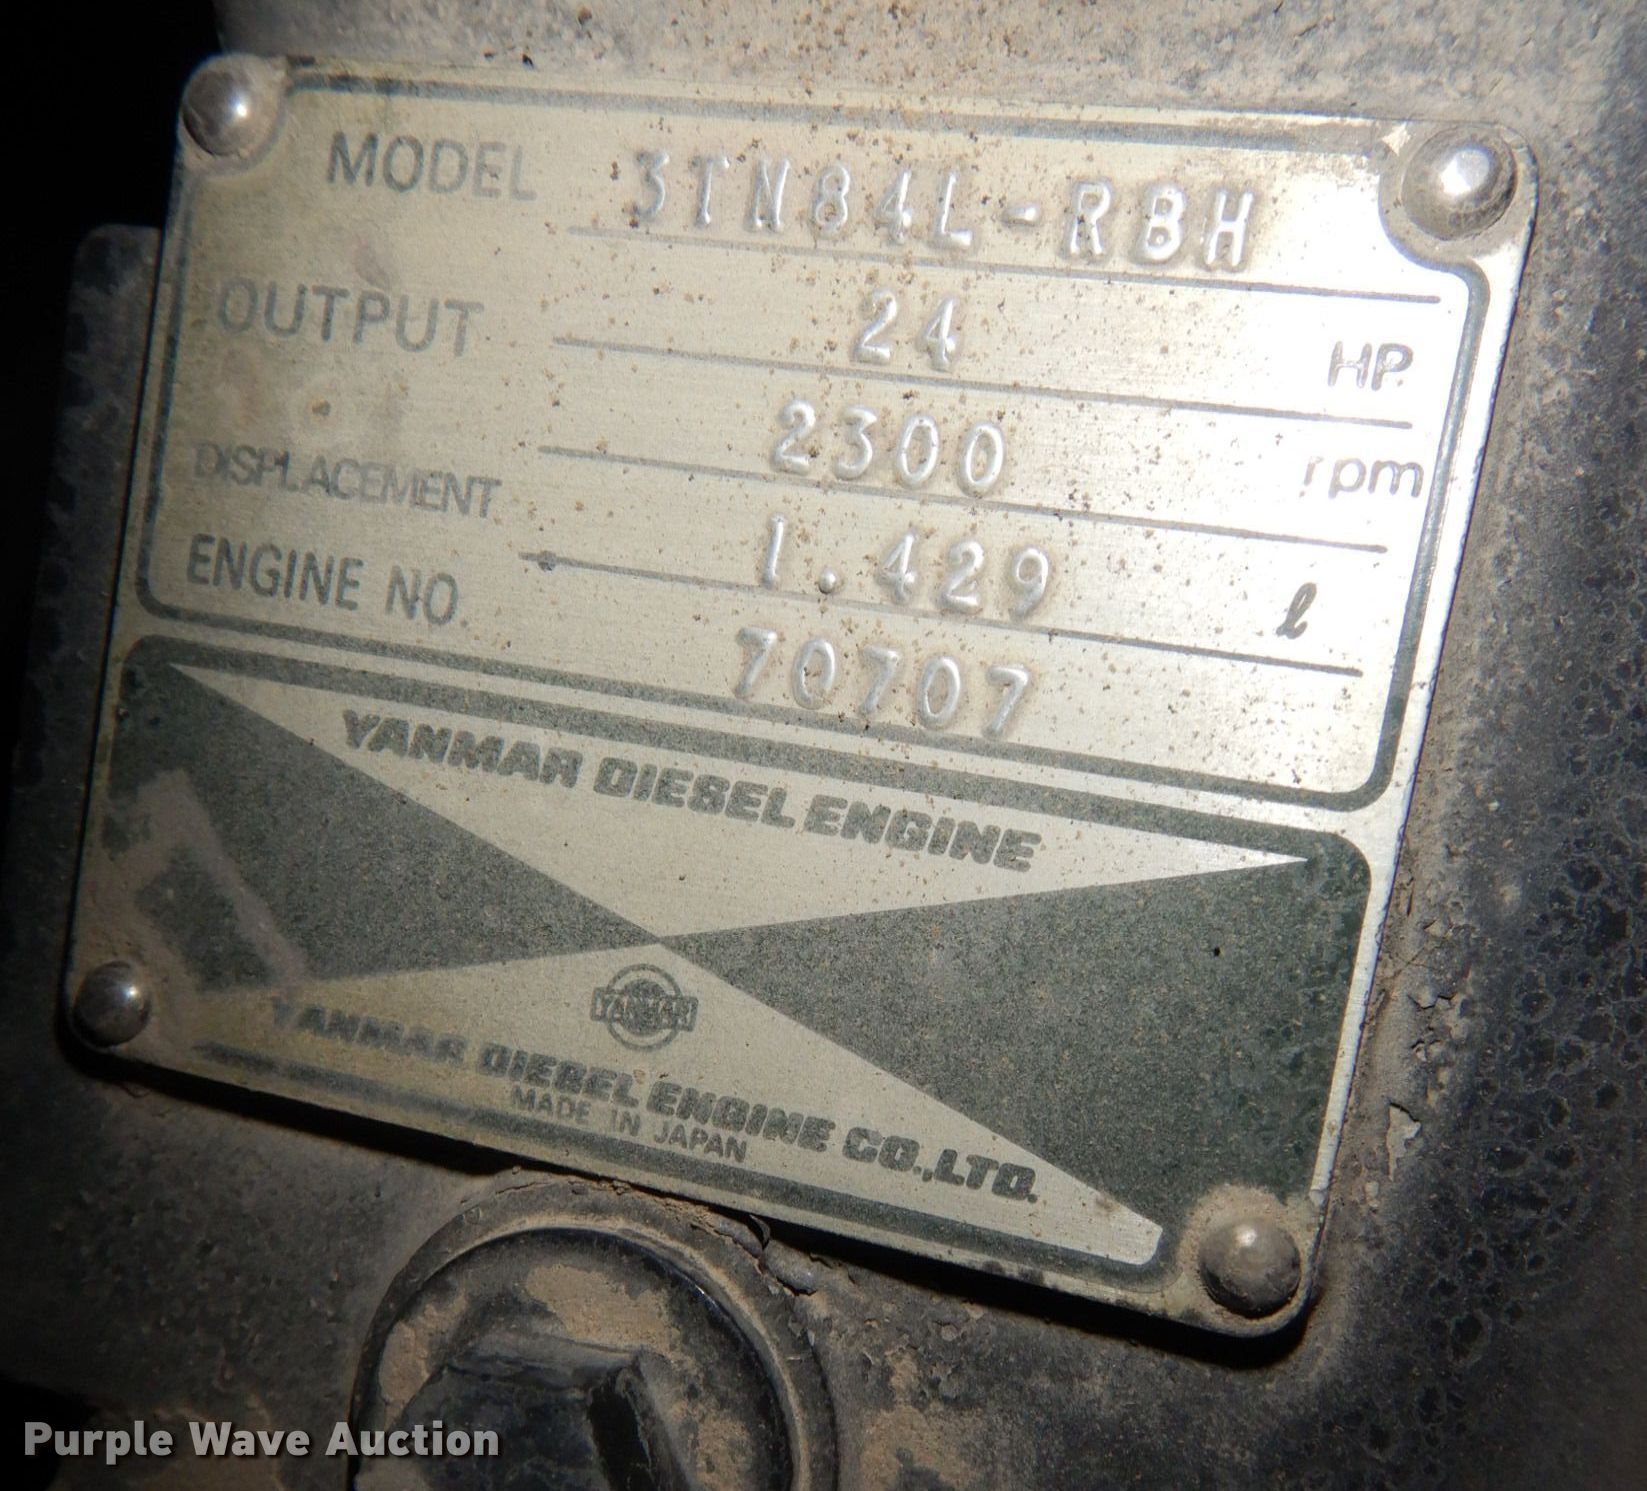 MODEL 3TN84L-RBH
OUTPUT 24 HP.
2300 rpm
DISPLACEMENT 1.429 ℓ
ENGINE NO. 70707
YANMAR DIESEL ENGINE
YANMAR
YANMAR DIESEL ENGINE CO.,LTD.
MADE IN JAPAN
Purple Wave Auction